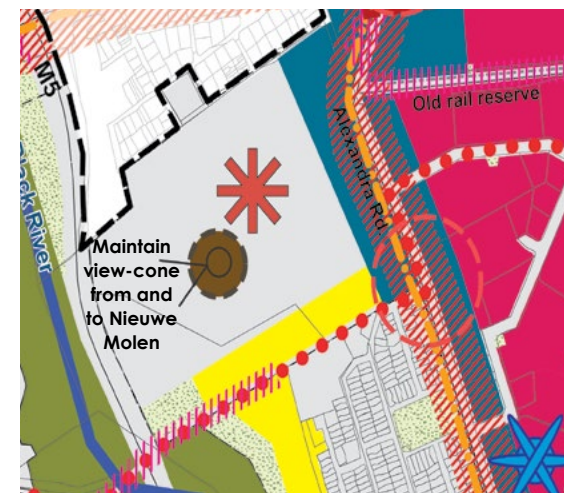 M5
Old rail reserve
Alexandra Rd.
Black River
Maintain
view-cone
from and
to Nieuwe
Molen